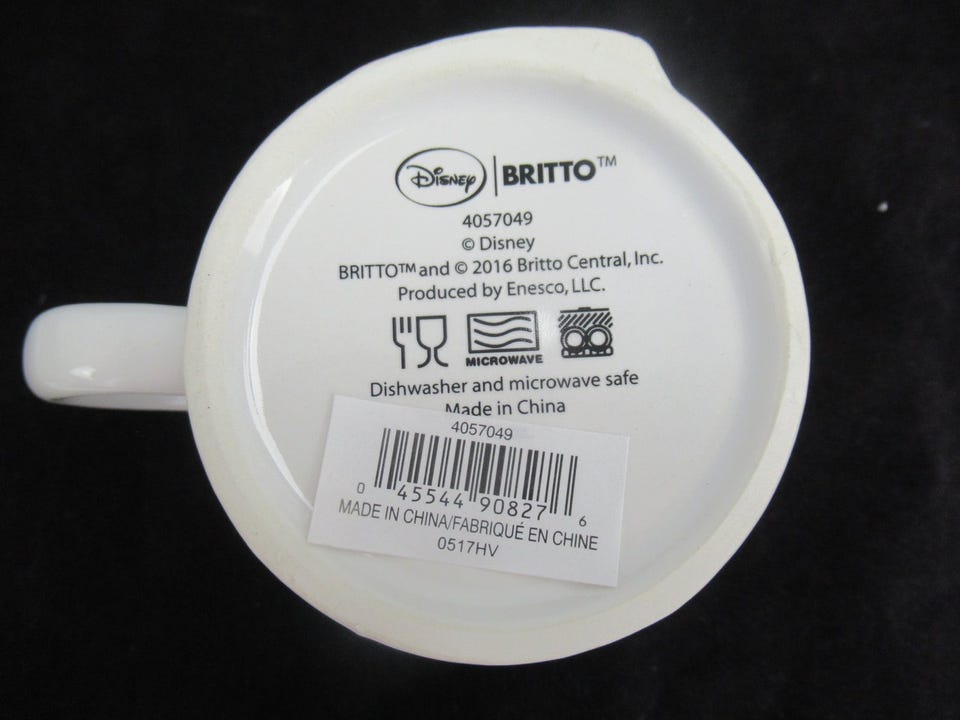 Disney | BRITTO™
4057049
© Disney
BRITTO™ and © 2016 Britto Central, Inc.
Produced by Enesco, LLC.
MICROWAVE
Dishwasher and microwave safe
Made in China
4057049
0 45544 90827 6
MADE IN CHINA/FABRIQUÉ EN CHINE
0517HV